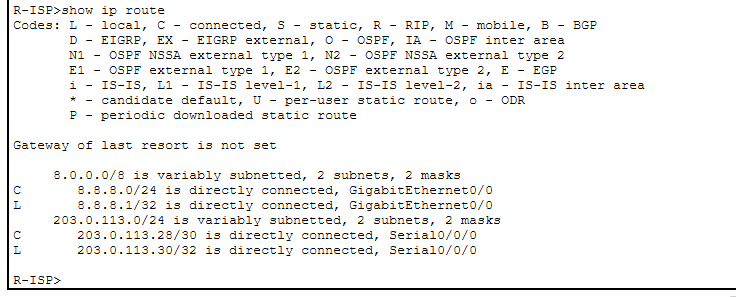 R-ISP>show ip route
Codes: L - local, C - connected, S - static, R - RIP, M - mobile, B - BGP
       D - EIGRP, EX - EIGRP external, O - OSPF, IA - OSPF inter area
       N1 - OSPF NSSA external type 1, N2 - OSPF NSSA external type 2
       E1 - OSPF external type 1, E2 - OSPF external type 2, E - EGP
       i - IS-IS, L1 - IS-IS level-1, L2 - IS-IS level-2, ia - IS-IS inter area
       * - candidate default, U - per-user static route, o - ODR
       P - periodic downloaded static route
Gateway of last resort is not set
     8.0.0.0/8 is variably subnetted, 2 subnets, 2 masks
C       8.8.8.0/24 is directly connected, GigabitEthernet0/0
L       8.8.8.1/32 is directly connected, GigabitEthernet0/0
     203.0.113.0/24 is variably subnetted, 2 subnets, 2 masks
C       203.0.113.28/30 is directly connected, Serial0/0/0
L       203.0.113.30/32 is directly connected, Serial0/0/0
R-ISP>